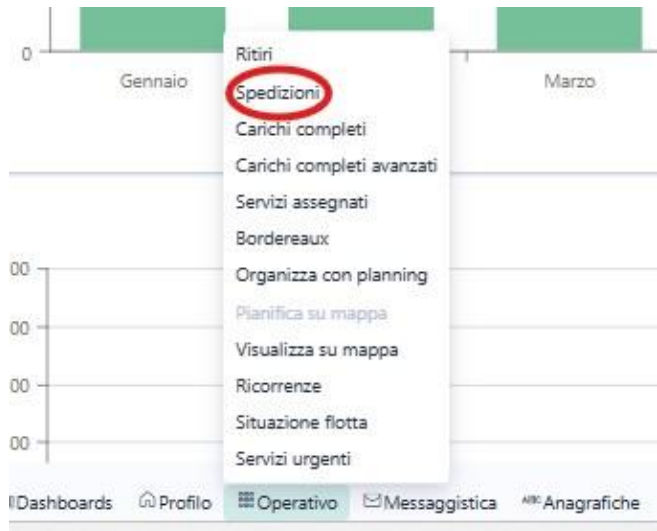 0
Gennaio
Marzo
Ritiri
Spedizioni
Carichi completi
Carichi completi avanzati
Servizi assegnati
Bordereaux
Organizza con planning
Pianifica su mappa
Visualizza su mappa
Ricorrenze
Situazione flotta
Servizi urgenti
00
00
00
00
Dashboards Profilo Operativo Messaggistica ABC Anagrafiche